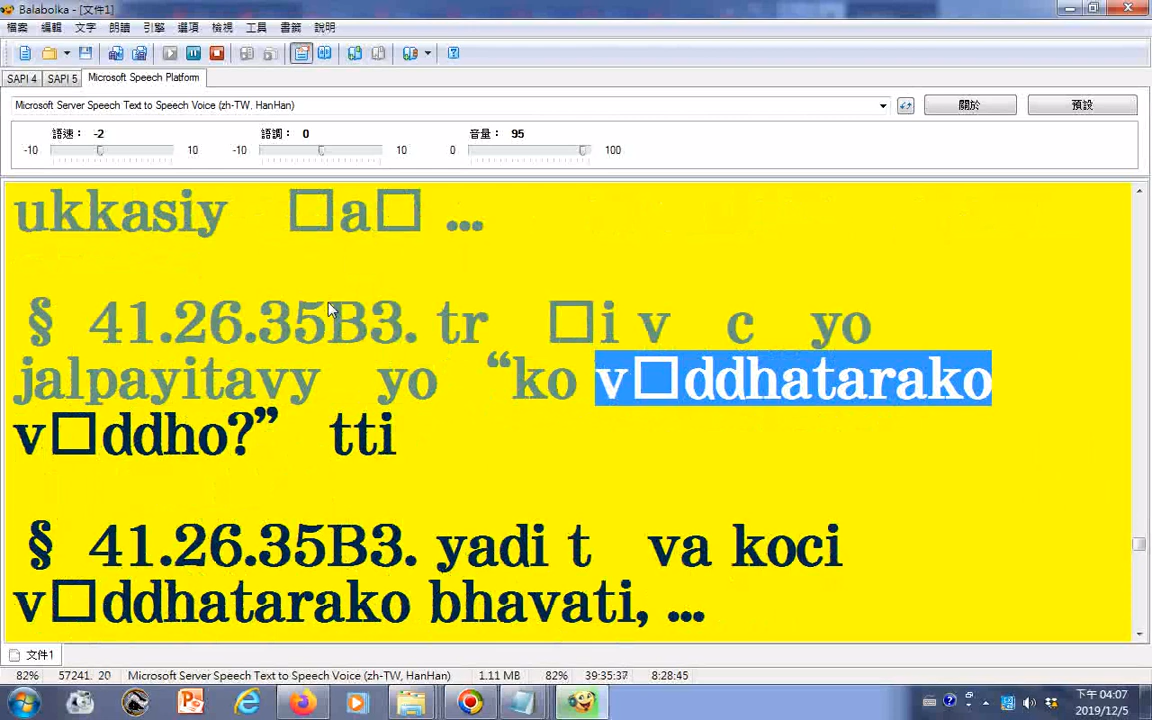 Balabolka - [文件1]
檔案 編輯 文字 朗讀 引擎 選項 檢視 工具 書籤 說明
SAPI 4 SAPI 5 Microsoft Speech Platform
Microsoft Server Speech Text to Speech Voice (zh-TW, HanHan) 關於 預設
語速： -2 語調： 0 音量： 95
-10 10 -10 10 0 100
ukkasiy □a□ ...
§ 41.26.35B3. tr □i v c yo
jalpayitavy yo “ko v□ddhatarako
v□ddho?” tti
§ 41.26.35B3. yadi t va koci
v□ddhatarako bhavati, ...
文件1
82% 57241. 20 Microsoft Server Speech Text to Speech Voice (zh-TW, HanHan) 1.11 MB 82% 39:35:37 8:28:45
下午 04:07
2019/12/5